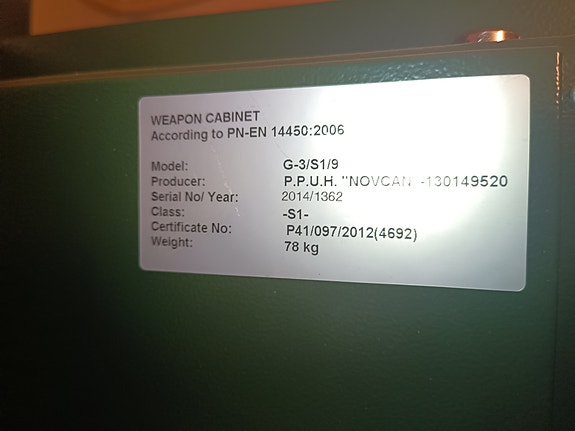 WEAPON CABINET
According to PN-EN 14450:2006
Model: G-3/S1/9
Producer: P.P.U.H. "NOVCAN -130149520
Serial No/ Year: 2014/1362
Class: -S1-
Certificate No: P41/097/2012(4692)
Weight: 78 kg